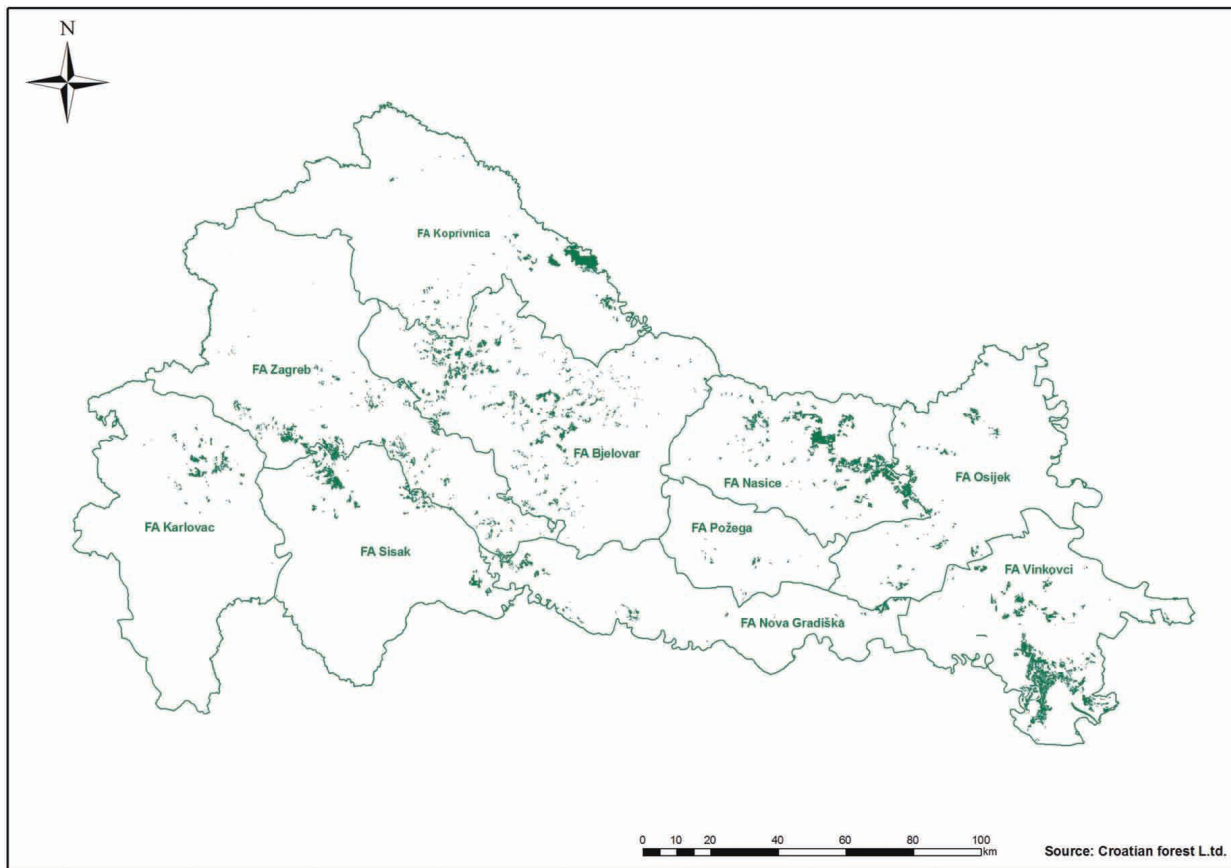 N
FA Koprivnica
FA Zagreb
FA Bjelovar
FA Nasice
FA Osijek
FA Karlovac
FA Požega
FA Sisak
FA Vinkovci
FA Nova Gradiška
0 10 20 40 60 80 100
km
Source: Croatian forest L.td.